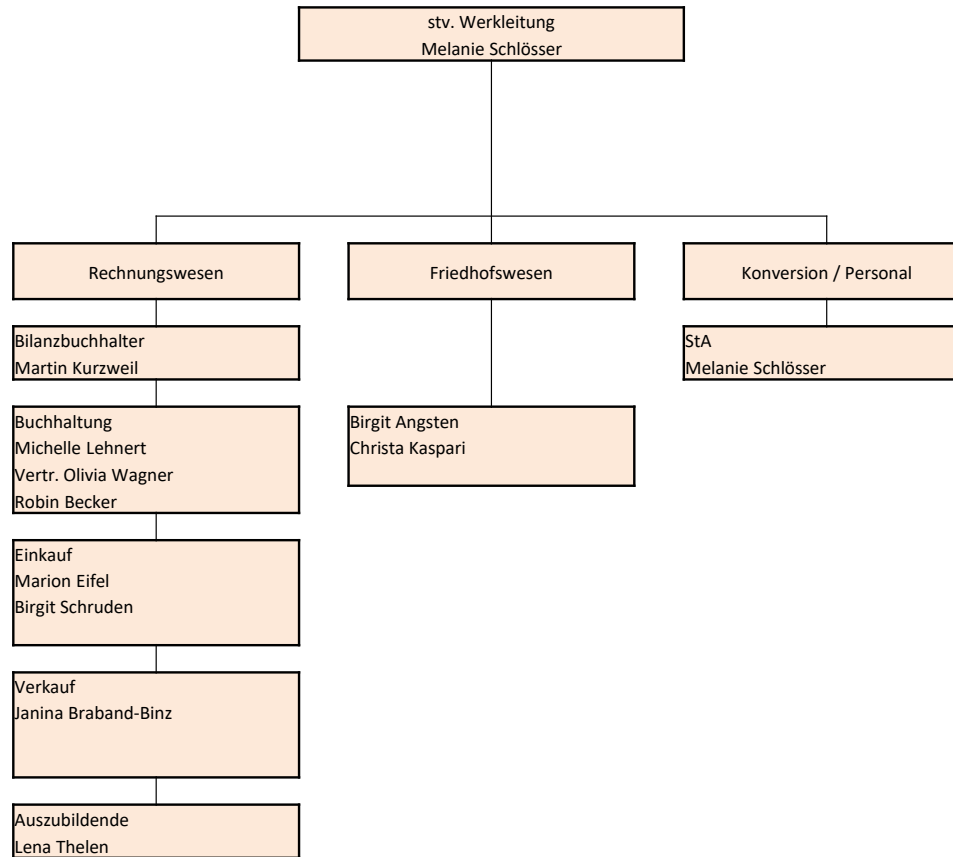 stv. Werkleitung
Melanie Schlösser
Rechnungswesen
Friedhofswesen
Konversion / Personal
Bilanzbuchhalter
Martin Kurzweil
StA
Melanie Schlösser
Buchhaltung
Michelle Lehnert
Vertr. Olivia Wagner
Robin Becker
Birgit Angsten
Christa Kaspari
Einkauf
Marion Eifel
Birgit Schruden
Verkauf
Janina Braband-Binz
Auszubildende
Lena Thelen